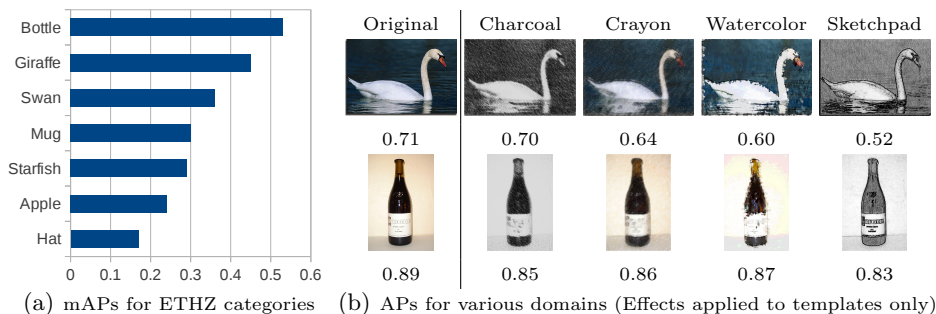 Bottle
Giraffe
Swan
Mug
Starfish
Apple
Hat
0 0.1 0.2 0.3 0.4 0.5 0.6
(a) mAPs for ETHZ categories
Original Charcoal Crayon Watercolor Sketchpad
0.71 0.70 0.64 0.60 0.52
0.89 0.85 0.86 0.87 0.83
(b) APs for various domains (Effects applied to templates only)